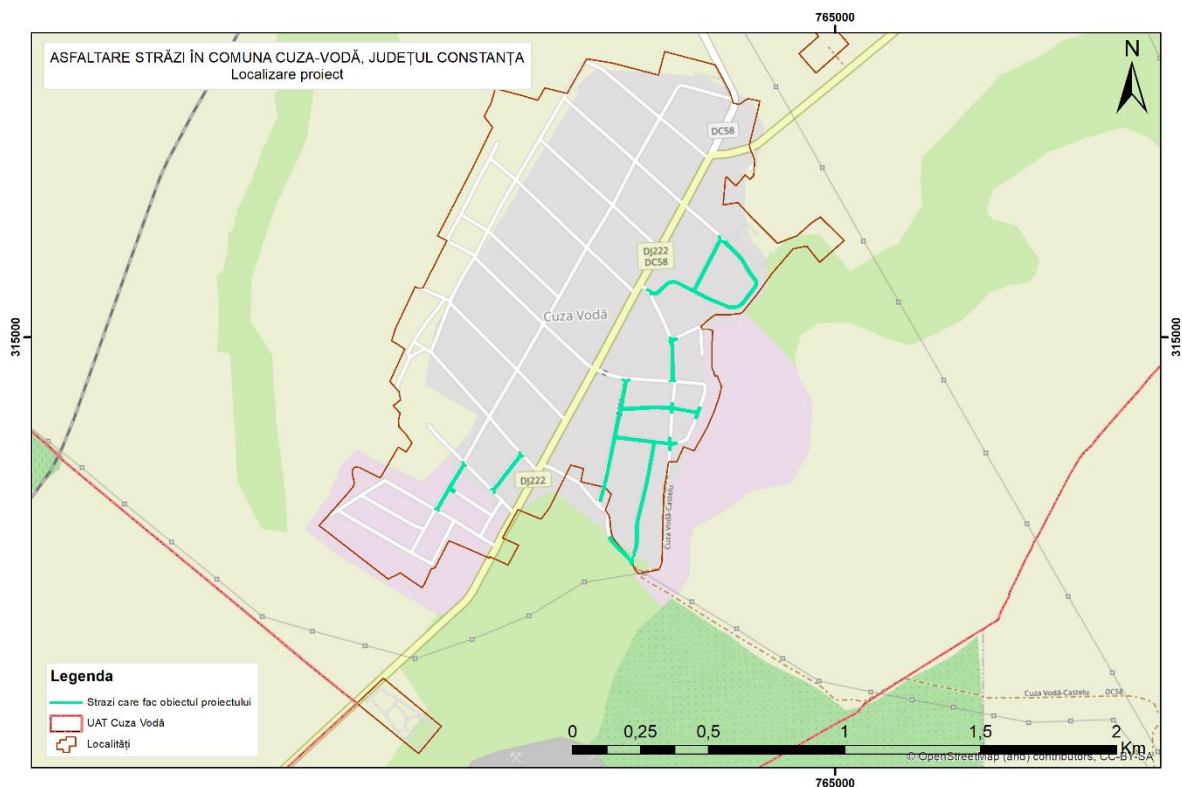 765000
ASFALTARE STRĂZI ÎN COMUNA CUZA-VODĂ, JUDEȚUL CONSTANȚA
Localizare proiect
N
DC58
DJ222
DC58
Cuza Vodă
315000
315000
DJ222
Cuza Vodă-Castelu
Legenda
Strazi care fac obiectul proiectului
UAT Cuza Vodă
Localități
Cuza Vodă-Castelu
DC58
0 0,25 0,5 1 1,5 2
Km
© OpenStreetMap (and) contributors, CC-BY-SA
765000